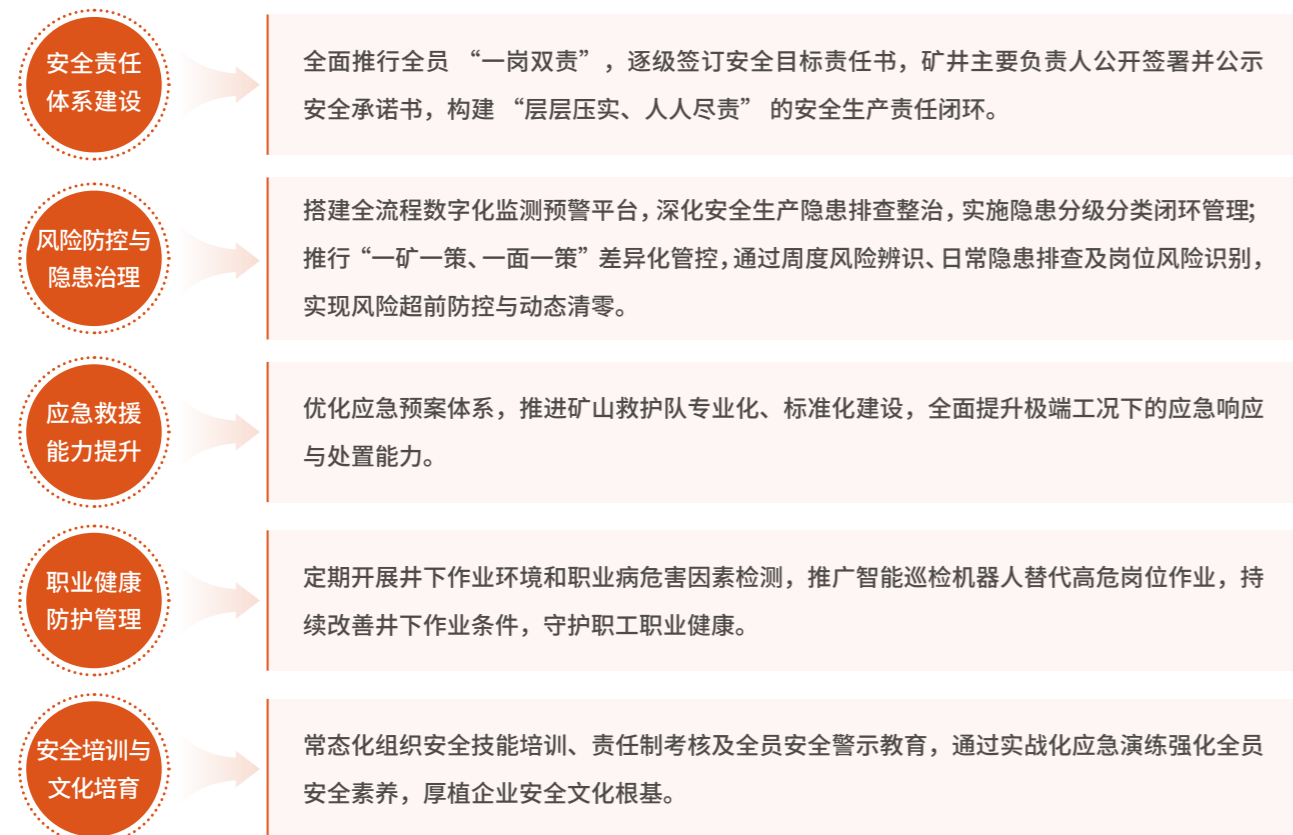 安全责任
体系建设
全面推行全员 “一岗双责” ，逐级签订安全目标责任书，矿井主要负责人公开签署并公示
安全承诺书，构建 “层层压实、人人尽责” 的安全生产责任闭环。
风险防控与
隐患治理
搭建全流程数字化监测预警平台，深化安全生产隐患排查整治，实施隐患分级分类闭环管理；
推行“一矿一策、一面一策”差异化管控，通过周度风险辨识、日常隐患排查及岗位风险识别，
实现风险超前防控与动态清零。
应急救援
能力提升
优化应急预案体系，推进矿山救护队专业化、标准化建设，全面提升极端工况下的应急响应
与处置能力。
职业健康
防护管理
定期开展井下作业环境和职业病危害因素检测，推广智能巡检机器人替代高危岗位作业，持
续改善井下作业条件，守护职工职业健康。
安全培训与
文化培育
常态化组织安全技能培训、责任制考核及全员安全警示教育，通过实战化应急演练强化全员
安全素养，厚植企业安全文化根基。